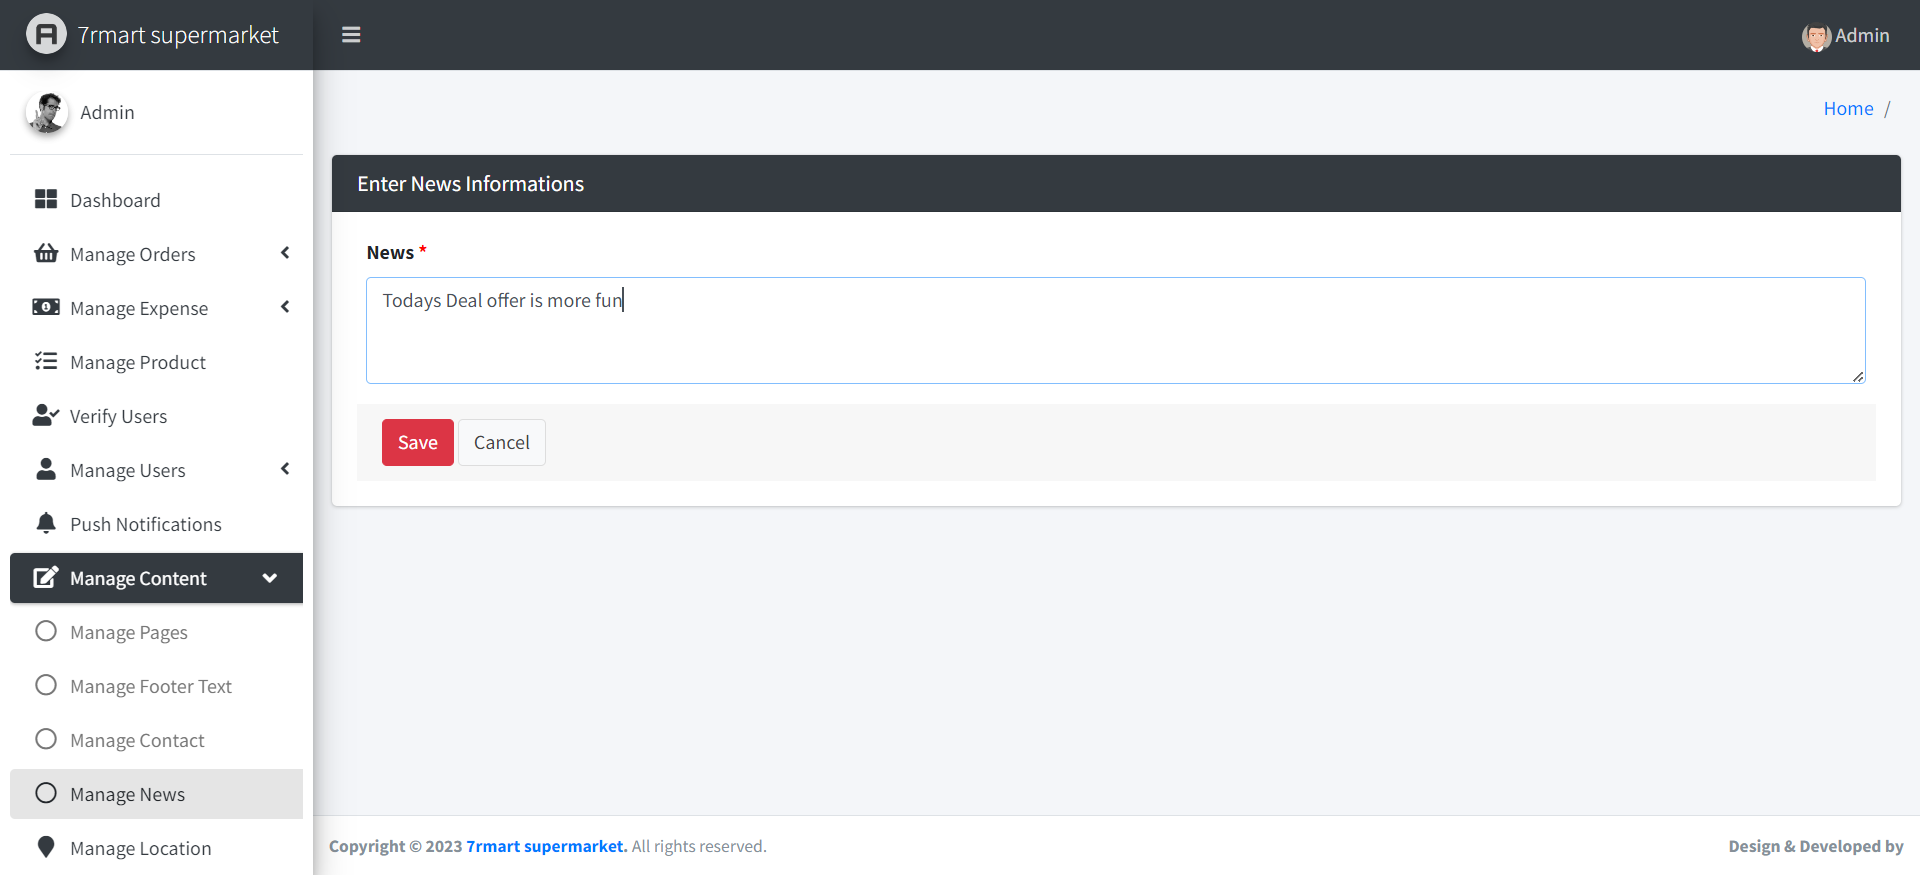 7rmart supermarket
Admin
Admin
Home /
Dashboard
Manage Orders
Manage Expense
Manage Product
Verify Users
Manage Users
Push Notifications
Manage Content
Manage Pages
Manage Footer Text
Manage Contact
Manage News
Manage Location
Enter News Informations
News *
Todays Deal offer is more fun
Save Cancel
Copyright © 2023 7rmart supermarket. All rights reserved.
Design & Developed by